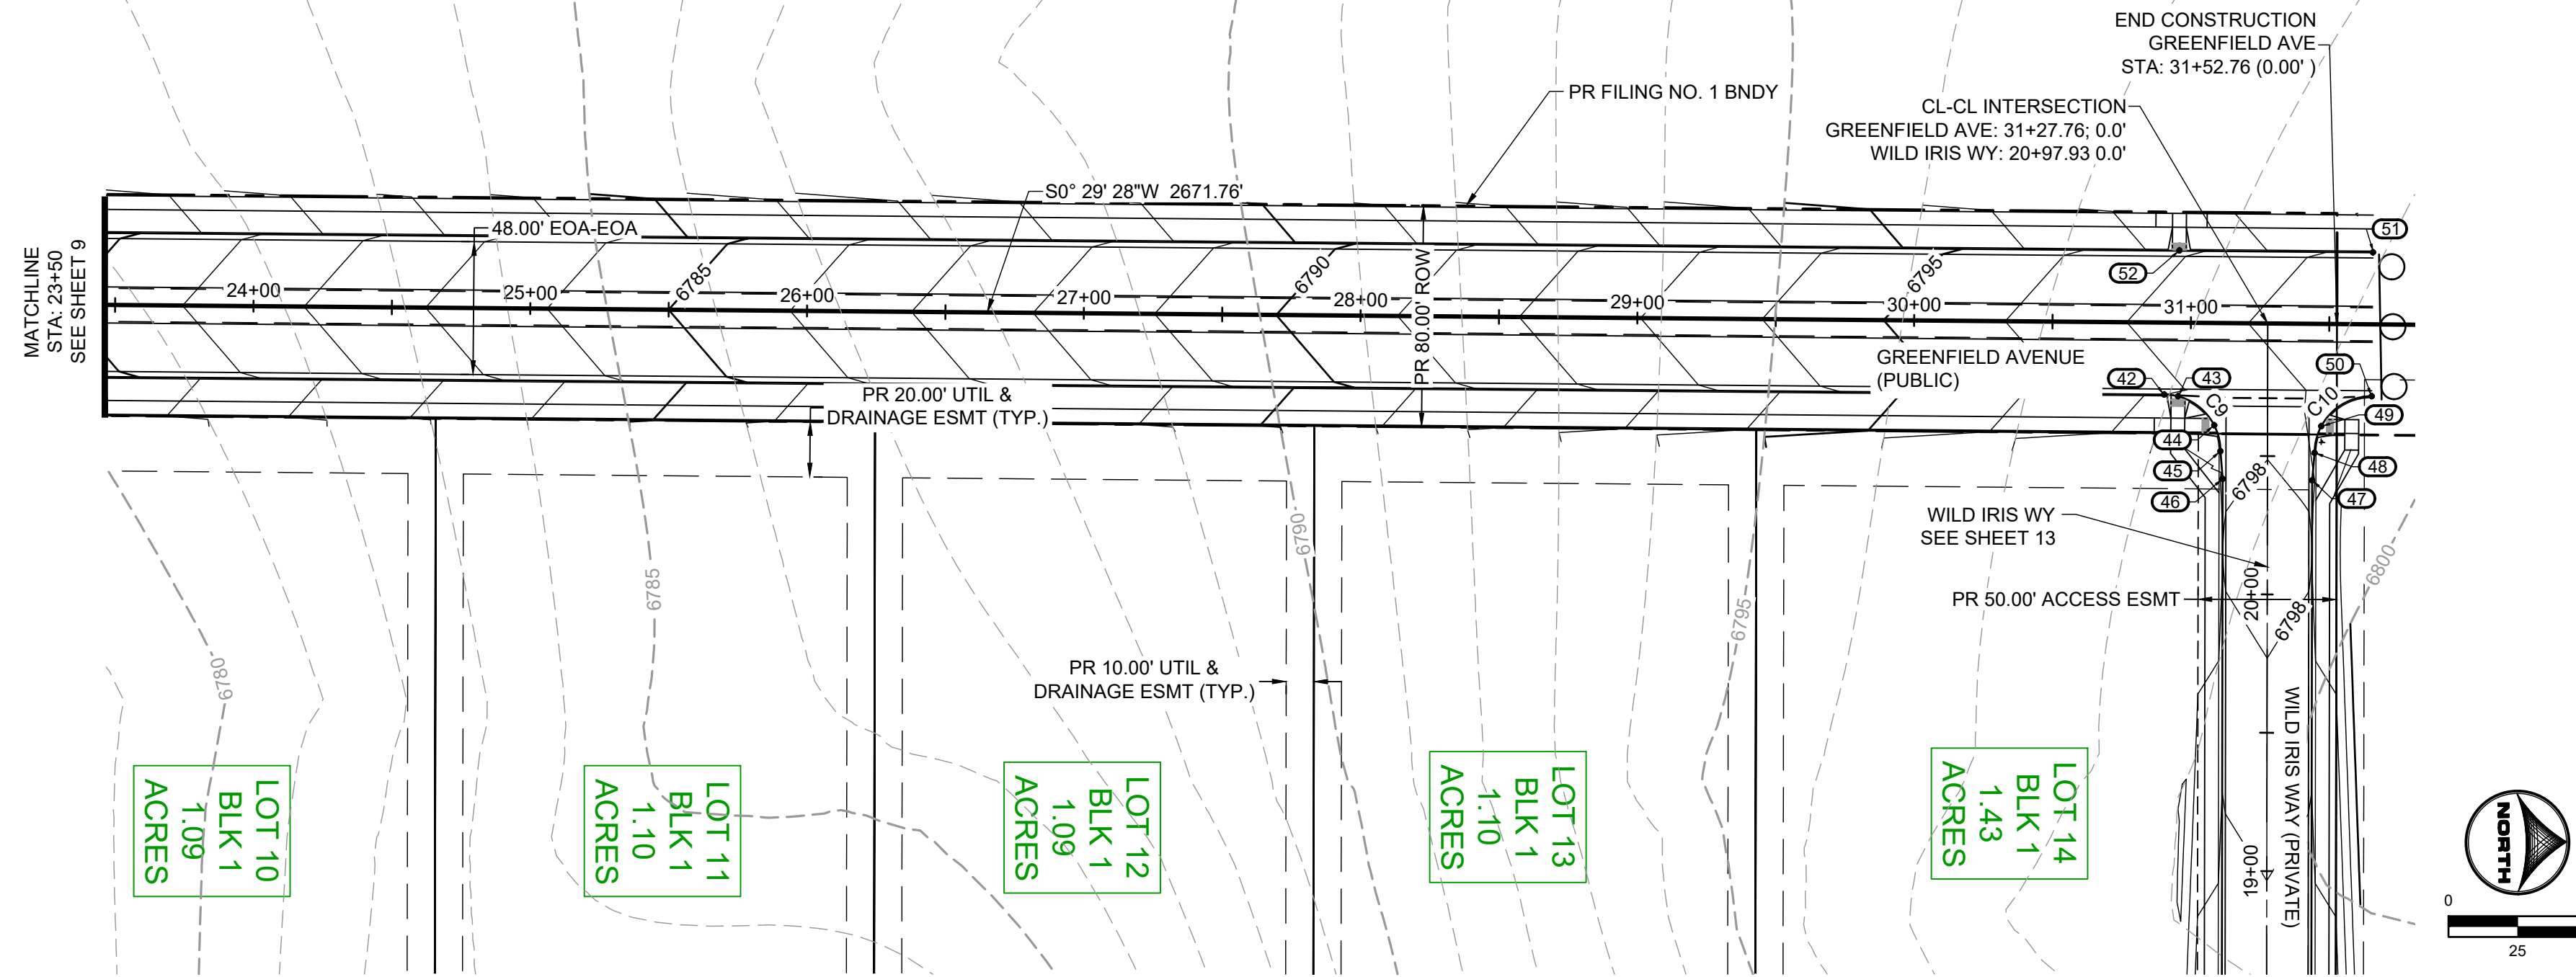 END CONSTRUCTION
GREENFIELD AVE
STA: 31+52.76 (0.00' )
PR FILING NO. 1 BNDY
CL-CL INTERSECTION
GREENFIELD AVE: 31+27.76; 0.0'
WILD IRIS WY: 20+97.93 0.0'
S0° 29' 28"W 2671.76'
MATCHLINE
STA: 23+50
SEE SHEET 9
48.00' EOA-EOA
51
52
6785
6790
6795
24+00
25+00
26+00
27+00
28+00
29+00
30+00
31+00
PR 80.00' ROW
GREENFIELD AVENUE
(PUBLIC)
PR 20.00' UTIL &
DRAINAGE ESMT (TYP.)
50
42
43
C9
C10
49
44
45
46
48
47
6798
WILD IRIS WY
SEE SHEET 13
PR 50.00' ACCESS ESMT
20+00
6798
6780
6785
6790
6795
6800
PR 10.00' UTIL &
DRAINAGE ESMT (TYP.)
WILD IRIS WAY (PRIVATE)
19+00
LOT 10
BLK 1
1.09
ACRES
LOT 11
BLK 1
1.10
ACRES
LOT 12
BLK 1
1.09
ACRES
LOT 13
BLK 1
1.10
ACRES
LOT 14
BLK 1
1.43
ACRES
NORTH
0
25